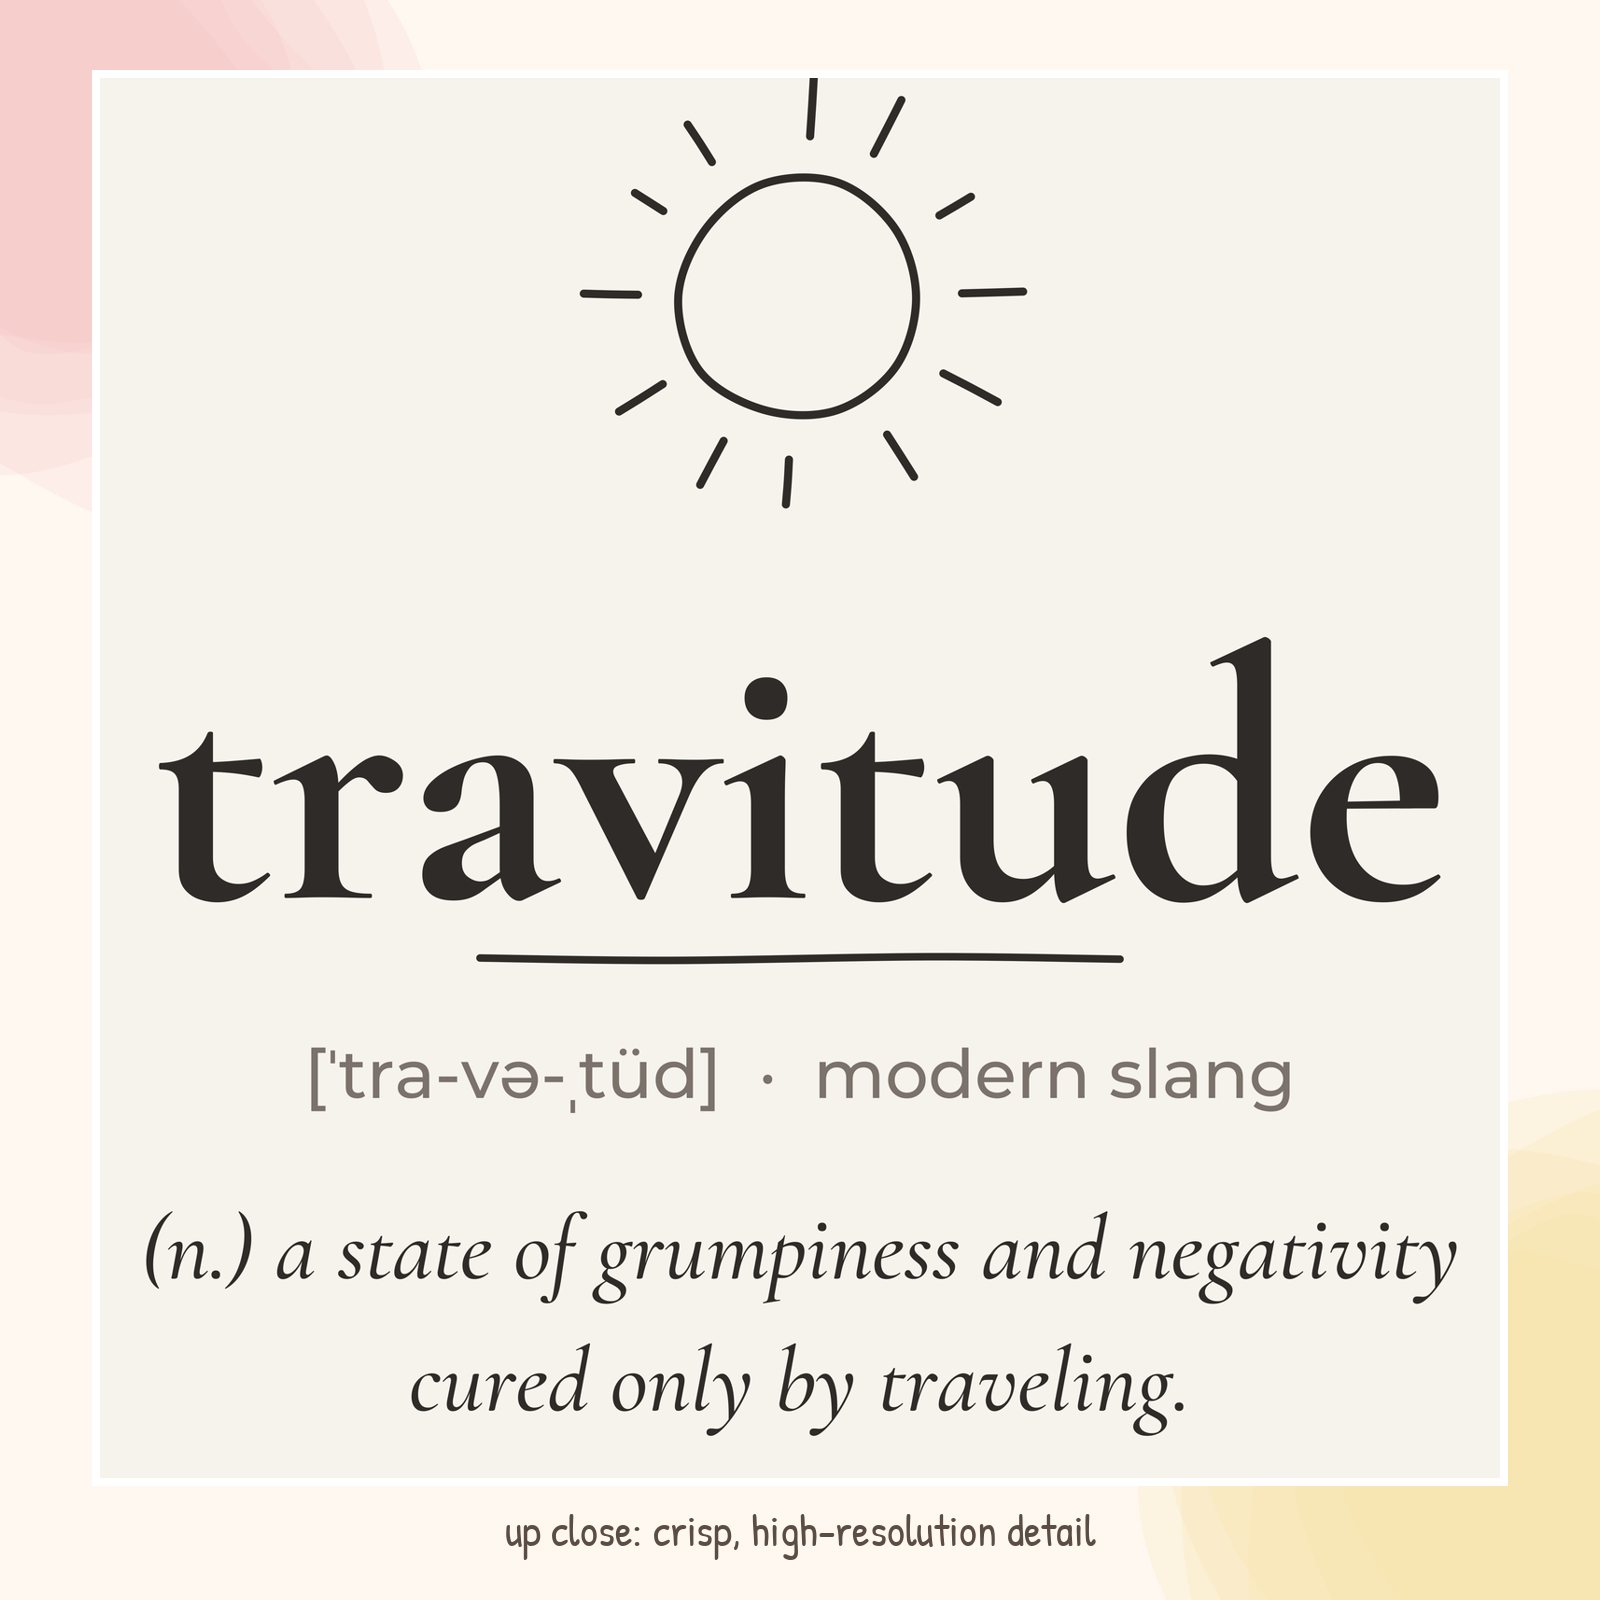 travitude
[ˈtra-və-ˌtüd] · modern slang
(n.) a state of grumpiness and negativity
cured only by traveling.
up close: crisp, high-resolution detail